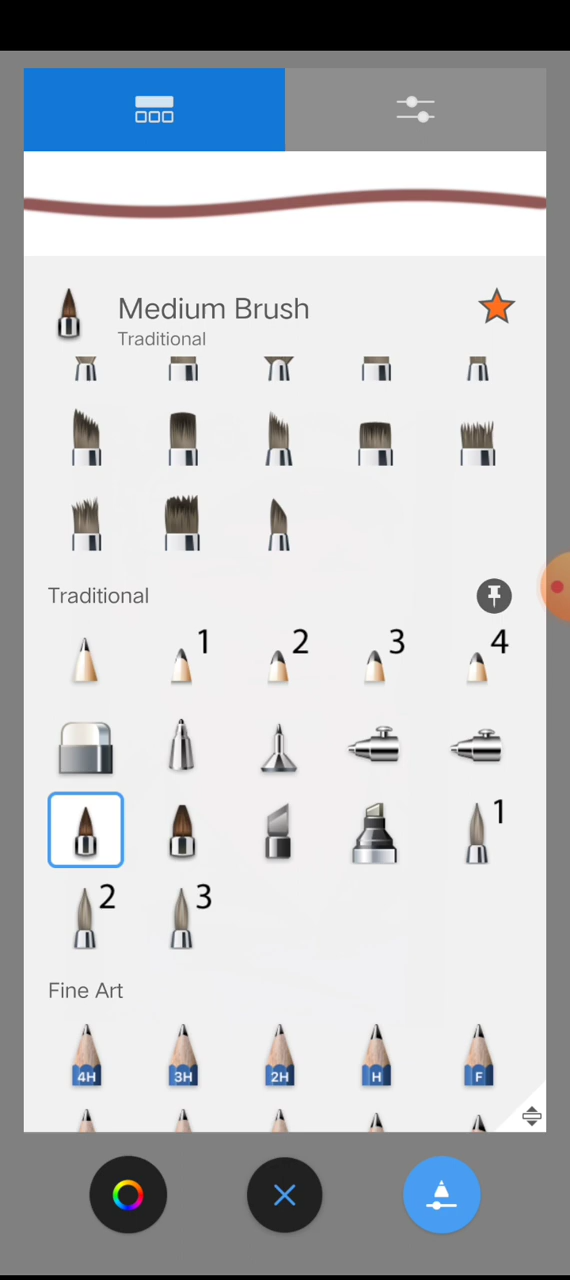 Medium Brush
Traditional
Traditional
1 2 3 4
1
2 3
Fine Art
4H 3H 2H H F